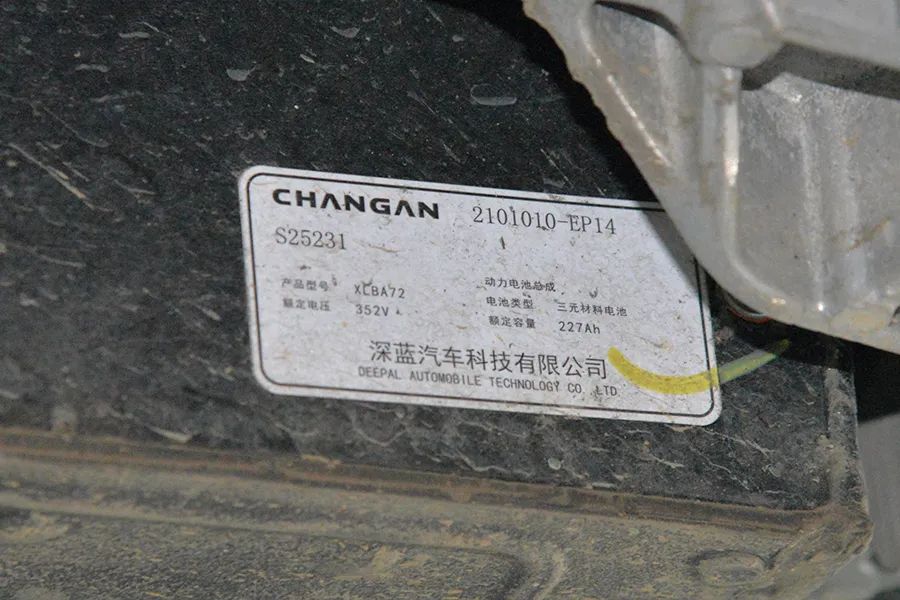 CHANGAN 2101010-EP14
S25231
产品型号 XLBA72 动力电池总成
额定电压 352V 电池类型 三元材料电池
额定容量 227Ah
深蓝汽车科技有限公司
DEEPAL AUTOMOBILE TECHNOLOGY CO.,LTD.